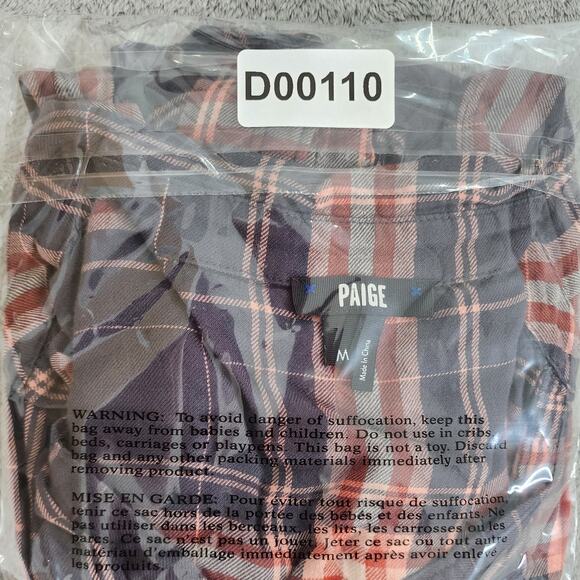 D00110
PAIGE
M
Made in China
WARNING: To avoid danger of suffocation, keep this
bag away from babies and children. Do not use in cribs,
beds, carriages or playpens. This bag is not a toy. Discard
bag and any other packing materials immediately after
removing product.
MISE EN GARDE: Pour éviter tout risque de suffocation,
tenir ce sac hors de la portée des bébés et des enfants. Ne
pas utiliser dans les berceaux, les lits, les carrosses ou les
parcs. Ce sac n'est pas un jouet. Jeter ce sac ou tout autre
matériau d'emballage immédiatement après avoir enlevé
les produits.